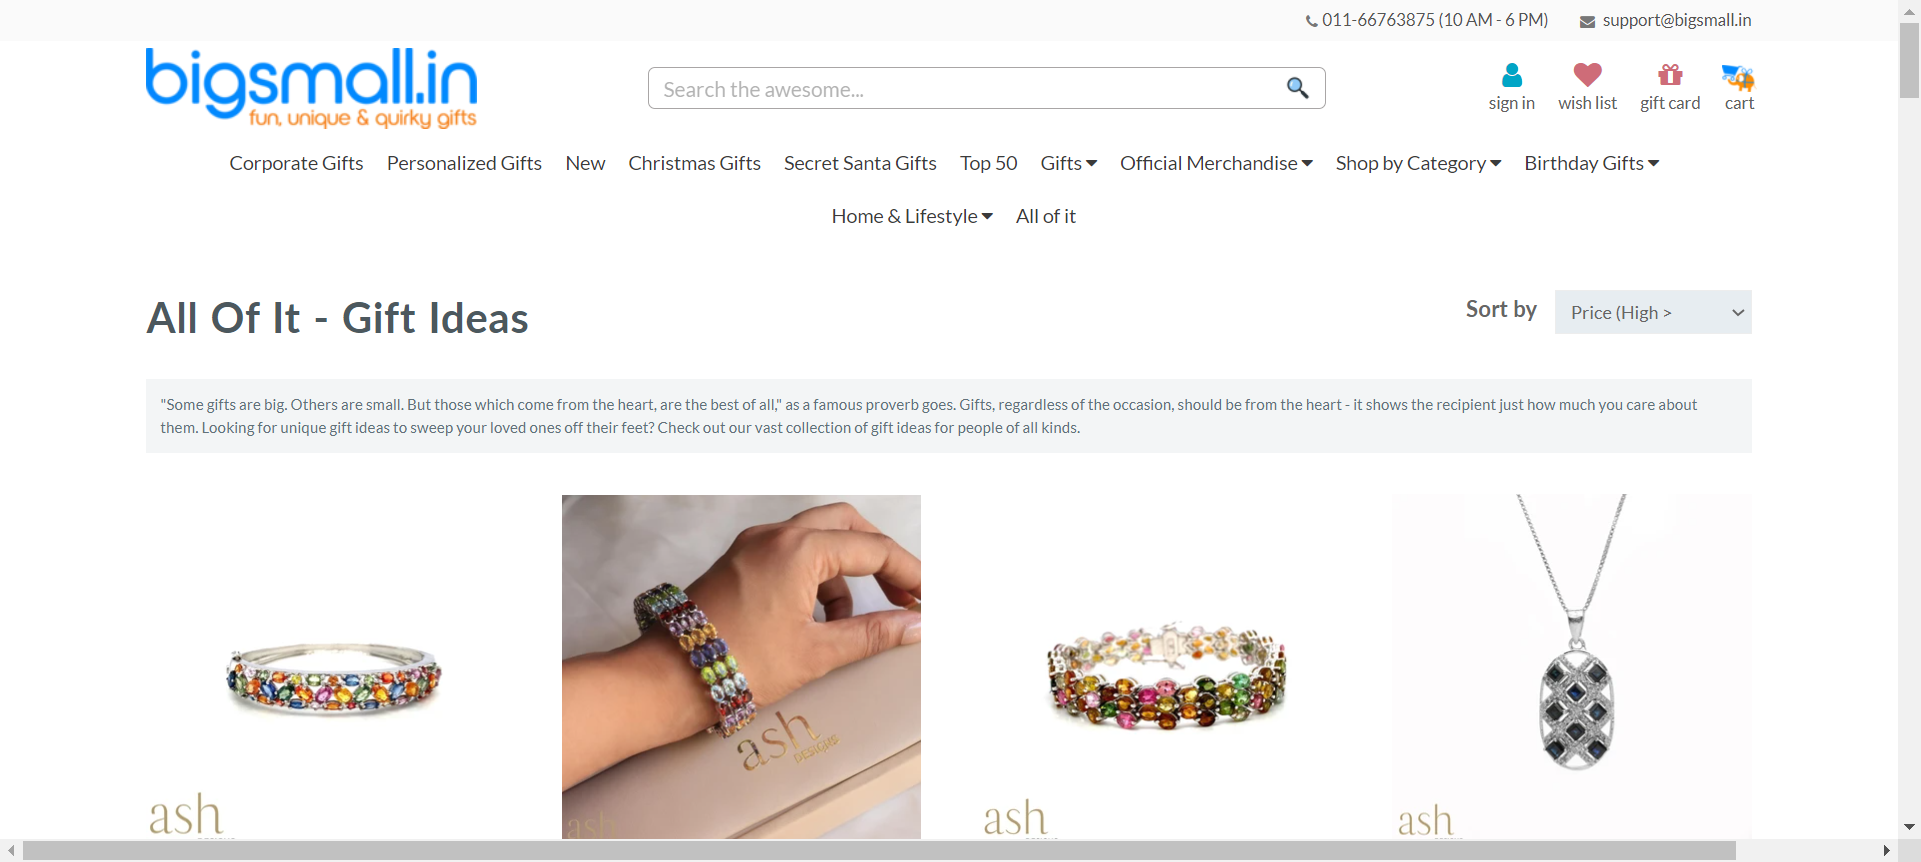 011-66763875 (10 AM - 6 PM) support@bigsmall.in
bigsmall.in
fun, unique & quirky gifts
Search the awesome...
sign in wish list gift card cart
Corporate Gifts Personalized Gifts New Christmas Gifts Secret Santa Gifts Top 50 Gifts Official Merchandise Shop by Category Birthday Gifts
Home & Lifestyle All of it
All Of It - Gift Ideas
Sort by Price (High >
"Some gifts are big. Others are small. But those which come from the heart, are the best of all," as a famous proverb goes. Gifts, regardless of the occasion, should be from the heart - it shows the recipient just how much you care about
them. Looking for unique gift ideas to sweep your loved ones off their feet? Check out our vast collection of gift ideas for people of all kinds.
ash
DESIGNS
ash
ash
ash
ash